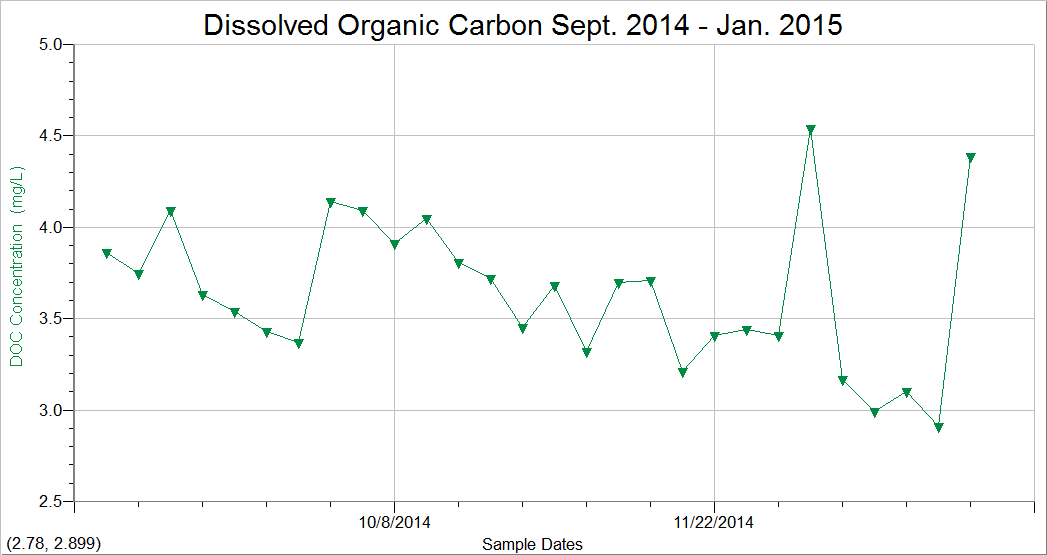 Dissolved Organic Carbon Sept. 2014 - Jan. 2015
5.0
4.5
4.0
3.5
3.0
2.5
DOC Concentration (mg/L)
10/8/2014 11/22/2014
(2.78, 2.899) Sample Dates